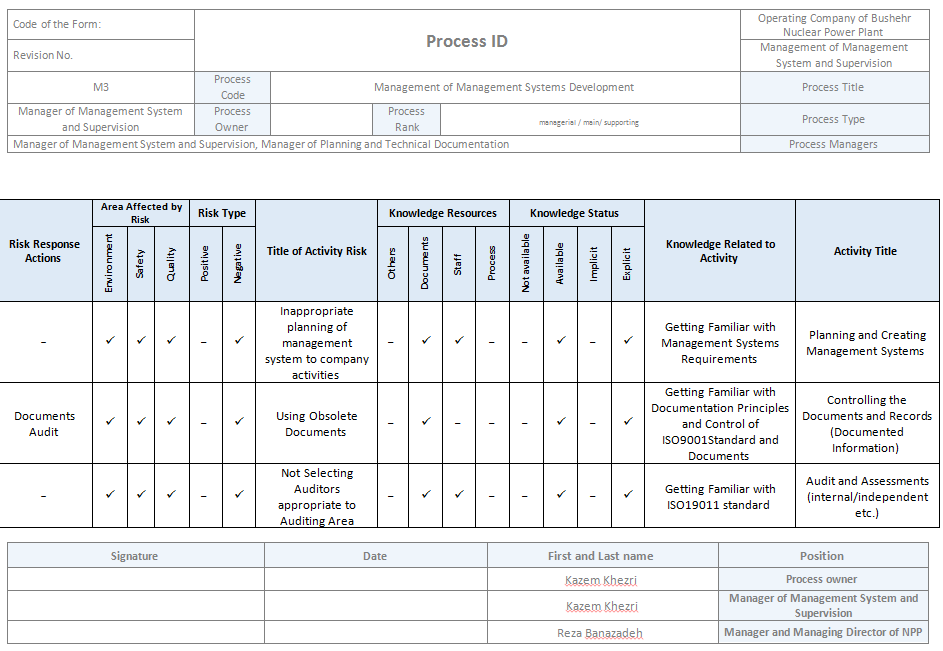 Code of the Form:
Process ID
Operating Company of Bushehr
Nuclear Power Plant
Revision No.
Management of Management
System and Supervision
M3
Process
Code
Management of Management Systems Development
Process Title
Manager of Management System
and Supervision
Process
Owner
Process
Rank
managerial / main/ supporting
Process Type
Manager of Management System and Supervision, Manager of Planning and Technical Documentation
Process Managers
Risk Response
Actions
Area Affected by
Risk
Environment
Safety
Quality
Risk Type
Positive
Negative
Title of Activity Risk
Knowledge Resources
Others
Documents
Staff
Process
Knowledge Status
Not available
Available
Implicit
Explicit
Knowledge Related to
Activity
Activity Title
–
✓ ✓ ✓ – ✓
Inappropriate
planning of
management
system to company
activities
– ✓ ✓ – – ✓ – ✓
Getting Familiar with
Management Systems
Requirements
Planning and Creating
Management Systems
Documents
Audit
✓ ✓ ✓ – ✓
Using Obsolete
Documents
– ✓ – – – ✓ – ✓
Getting Familiar with
Documentation Principles
and Control of
ISO9001Standard and
Documents
Controlling the
Documents and Records
(Documented
Information)
–
✓ ✓ ✓ – ✓
Not Selecting
Auditors
appropriate to
Auditing Area
– ✓ ✓ – – ✓ – ✓
Getting Familiar with
ISO19011 standard
Audit and Assessments
(internal/independent
etc.)
Signature
Date
First and Last name
Position
Kazem Khezri
Process owner
Kazem Khezri
Manager of Management System and
Supervision
Reza Banazadeh
Manager and Managing Director of NPP